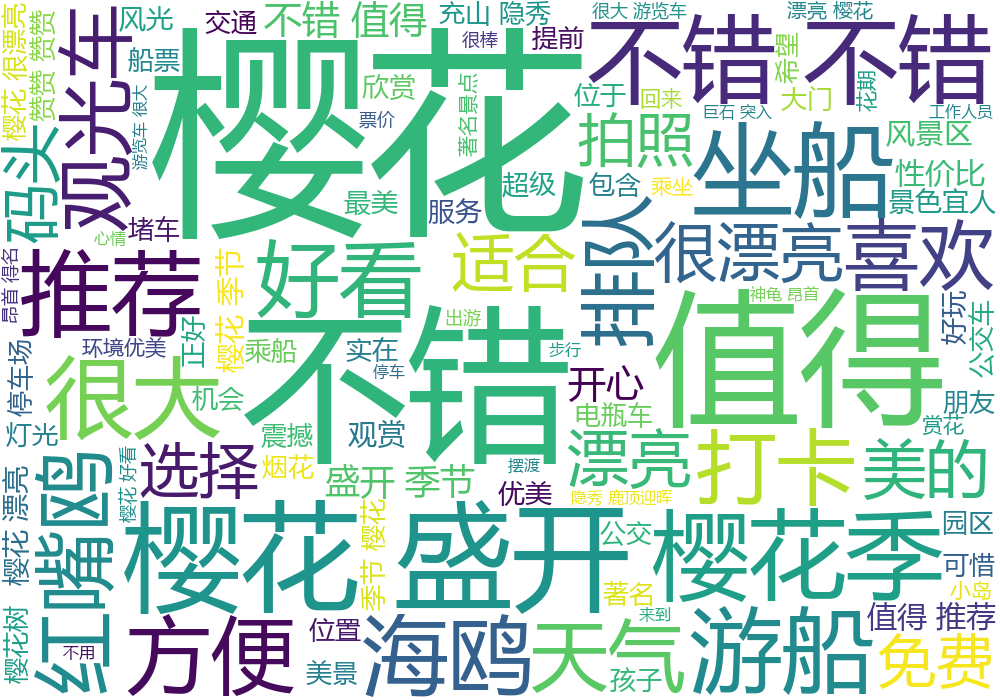 樱花 很漂亮
赞赞 赞赞
观光车
风光
船票
交通
不错 值得
充山 隐秀
很棒
提前
很大 游览车
漂亮 樱花
不错 不错
希望
大门
花期
樱花
欣赏
票价
著名景点
位于
回来
巨石 突入
工作人员
游览车 很大
码头
拍照
坐船
风景区
性价比
景色宜人
超级
包含
乘坐
最美
服务
心情
堵车
昂首 得名
推荐
樱花 季节
好看
适合
排队
很漂亮
喜欢
神龟 昂首
值得
好玩
公交车
环境优美
正好
乘船
不错
出游
实在
步行
停车
停车场
很大
机会
开心
电瓶车
朋友
赏花
灯光
震撼
观赏
漂亮
打卡
美的
樱花 漂亮
红嘴鸥
樱花 好看
选择
烟花
盛开 季节
摆渡
优美
隐秀 鹿顶迎晖
樱花 盛开
季节 樱花
公交
樱花季
园区
可惜
著名
小岛
樱花树
不用
方便
位置
美景
海鸥
天气
来到
孩子
游船
值得 推荐
免费